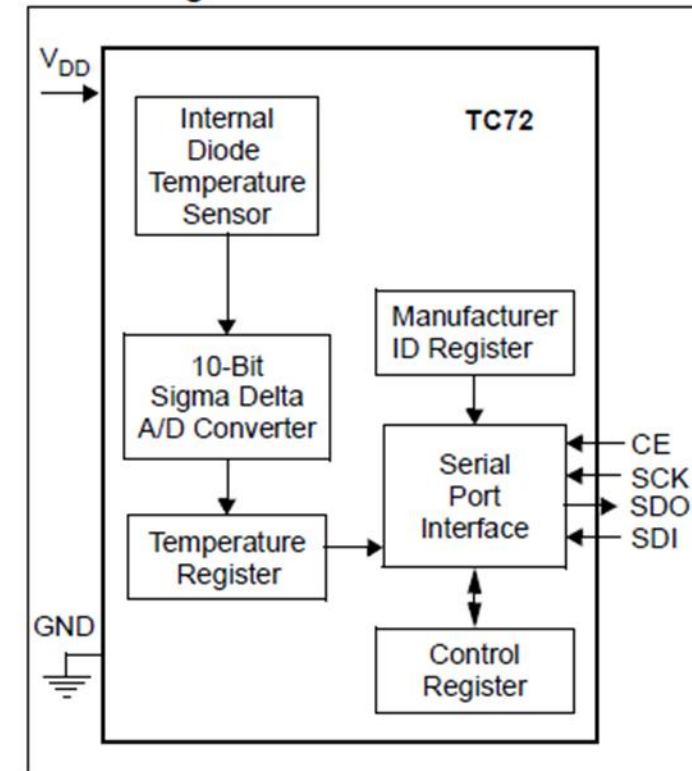 V_DD
TC72
Internal
Diode
Temperature
Sensor
10-Bit
Sigma Delta
A/D Converter
Temperature
Register
Manufacturer
ID Register
Serial
Port
Interface
Control
Register
CE
SCK
SDO
SDI
GND